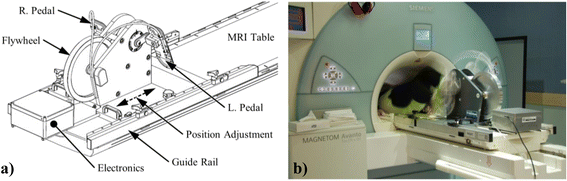 R. Pedal
Flywheel
MRI Table
L. Pedal
Position Adjustment
Guide Rail
Electronics
a)
SIEMENS
MAGNETOM Avanto
b)